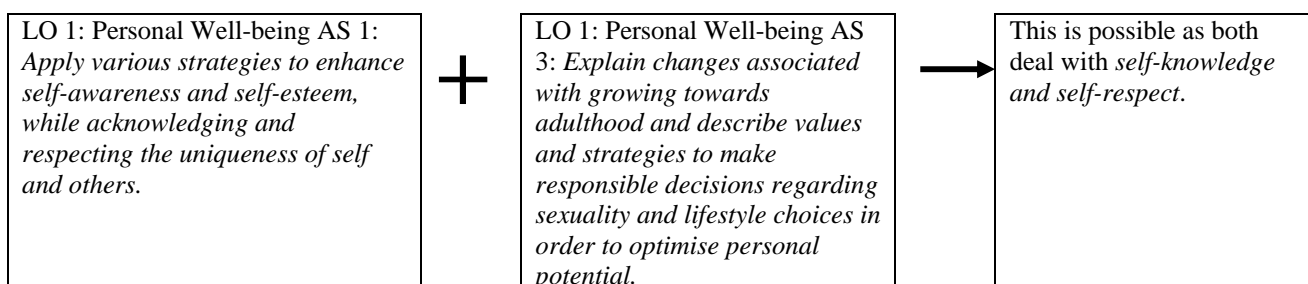 LO 1: Personal Well-being AS 1:
Apply various strategies to enhance
self-awareness and self-esteem,
while acknowledging and
respecting the uniqueness of self
and others.
+
LO 1: Personal Well-being AS
3: Explain changes associated
with growing towards
adulthood and describe values
and strategies to make
responsible decisions regarding
sexuality and lifestyle choices in
order to optimise personal
potential.
This is possible as both
deal with self-knowledge
and self-respect.